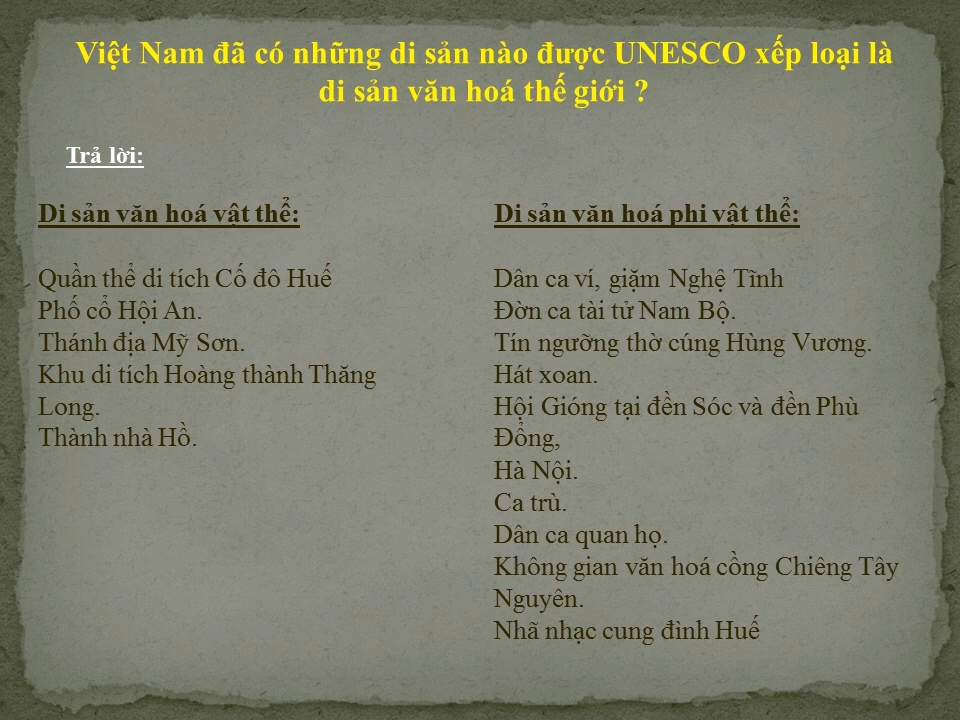 Việt Nam đã có những di sản nào được UNESCO xếp loại là
di sản văn hoá thế giới ?
Trả lời:
Di sản văn hoá vật thể:
Quần thể di tích Cố đô Huế
Phố cổ Hội An.
Thánh địa Mỹ Sơn.
Khu di tích Hoàng thành Thăng
Long.
Thành nhà Hồ.
Di sản văn hoá phi vật thể:
Dân ca ví, giặm Nghệ Tĩnh
Đờn ca tài tử Nam Bộ.
Tín ngưỡng thờ cúng Hùng Vương.
Hát xoan.
Hội Gióng tại đền Sóc và đền Phù
Đổng,
Hà Nội.
Ca trù.
Dân ca quan họ.
Không gian văn hoá cồng Chiêng Tây
Nguyên.
Nhã nhạc cung đình Huế